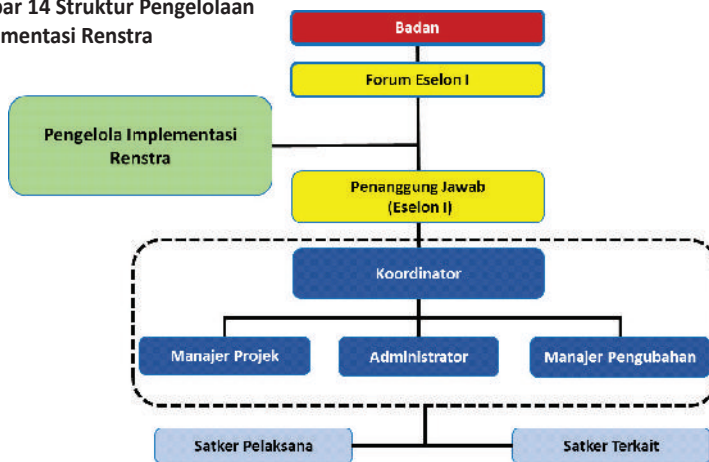 bar 14 Struktur Pengelolaan
mentasi Renstra
Badan
Forum Eselon I
Pengelola Implementasi
Renstra
Penanggung Jawab
(Eselon I)
Koordinator
Manajer Projek
Administrator
Manajer Pengubahan
Satker Pelaksana
Satker Terkait